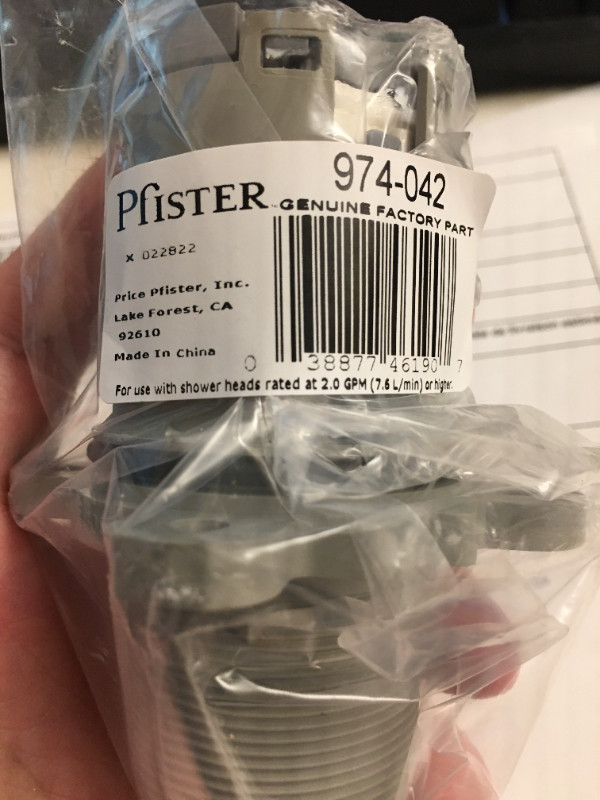 974-042
PfISTER
GENUINE FACTORY PART
x 022822
Price Pfister, Inc.
Lake Forest, CA
92610
Made In China
0 38877 46190 7
For use with shower heads rated at 2.0 GPM (7.6 L/min) or higher.